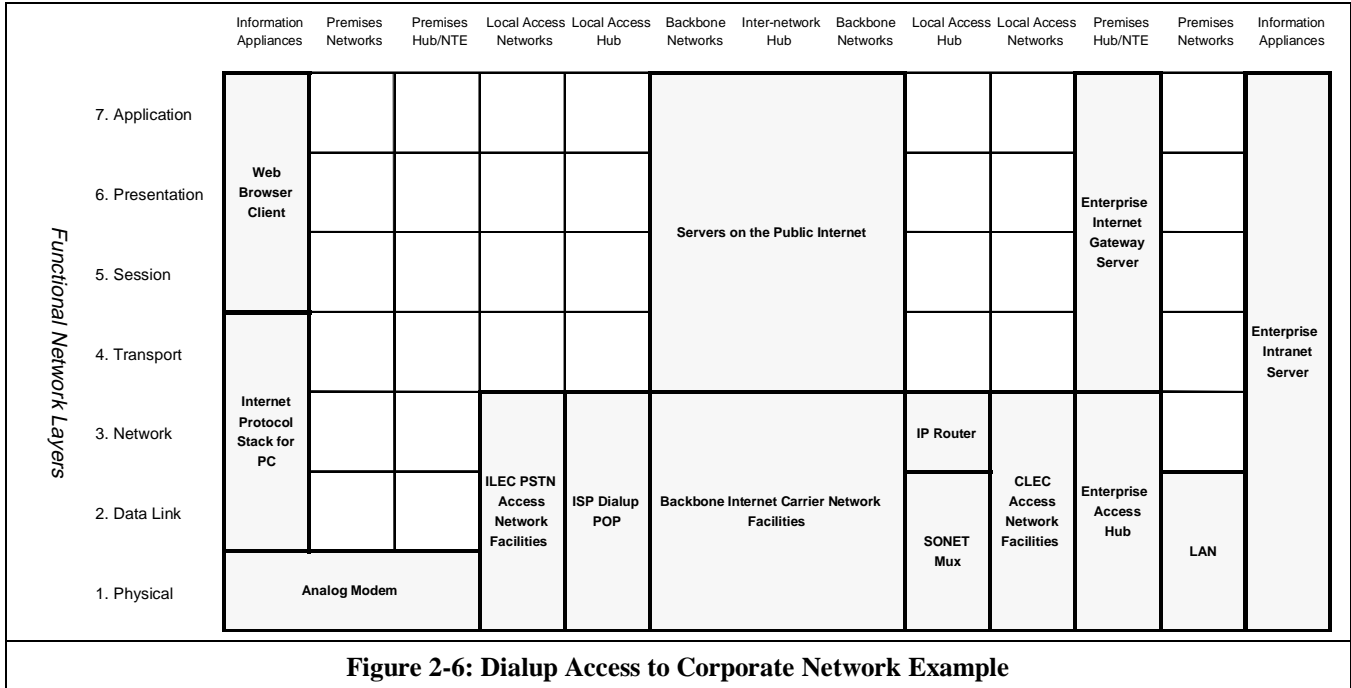 Information Premises Premises Local Access Local Access Backbone Inter-network Backbone Local Access Local Access Premises Premises Information
Appliances Networks Hub/NTE Networks Hub Networks Hub Networks Hub Networks Hub/NTE Networks Appliances
Functional Network Layers
7. Application
6. Presentation
5. Session
4. Transport
3. Network
2. Data Link
1. Physical
Web
Browser
Client
Internet
Protocol
Stack for
PC
Analog Modem
ILEC PSTN
Access
Network
Facilities
ISP Dialup
POP
Servers on the Public Internet
Backbone Internet Carrier Network
Facilities
IP Router
SONET
Mux
CLEC
Access
Network
Facilities
Enterprise
Internet
Gateway
Server
Enterprise
Access
Hub
LAN
Enterprise
Intranet
Server
Figure 2-6: Dialup Access to Corporate Network Example